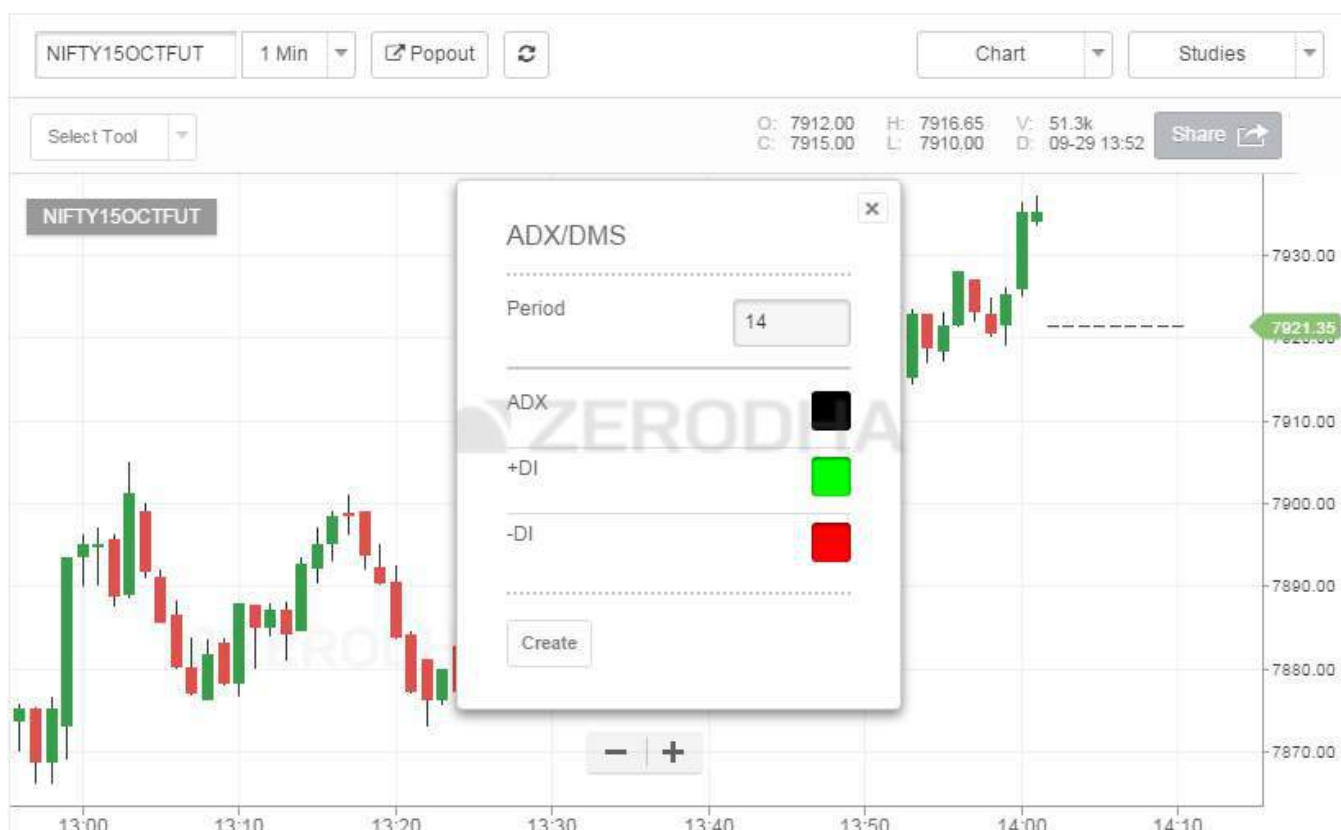 NIFTY15OCTFUT 1 Min Popout Chart Studies
Select Tool O: 7912.00 H: 7916.65 V: 51.3k Share
C: 7915.00 L: 7910.00 D: 09-29 13:52
NIFTY15OCTFUT
ADX/DMS
Period 14
ADX
+DI
-DI
Create
ZERODHA
ZERODH
7930.00
7921.35
7920.00
7910.00
7900.00
7890.00
7880.00
7870.00
13:00 13:10 13:20 13:30 13:40 13:50 14:00 14:10